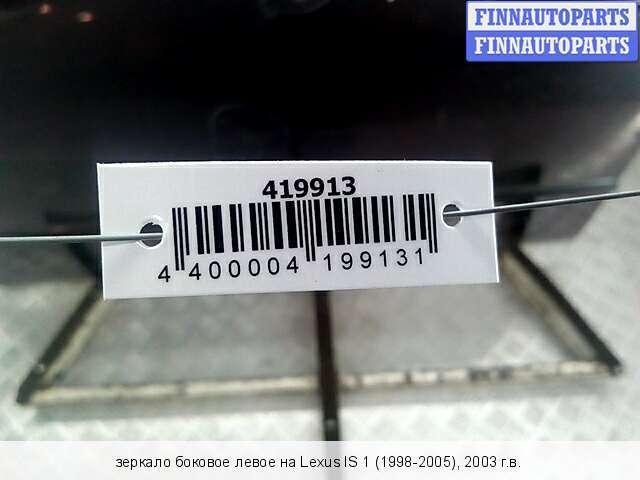 FINNAUTOPARTS
FINNAUTOPARTS
419913
4 400004 199131
зеркало боковое левое на Lexus IS 1 (1998-2005), 2003 г.в.